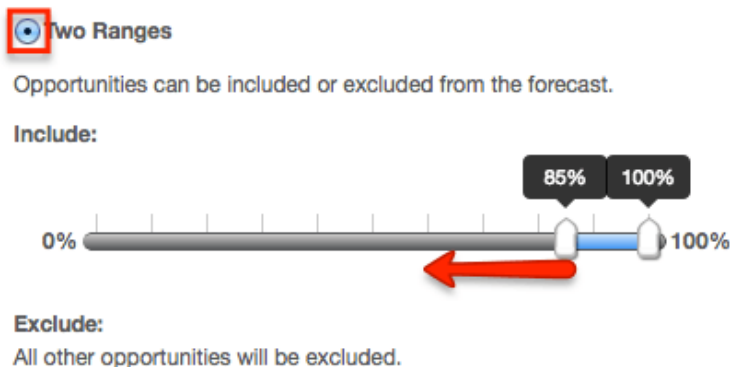 Two Ranges
Opportunities can be included or excluded from the forecast.
Include:
85% 100%
0% 100%
Exclude:
All other opportunities will be excluded.